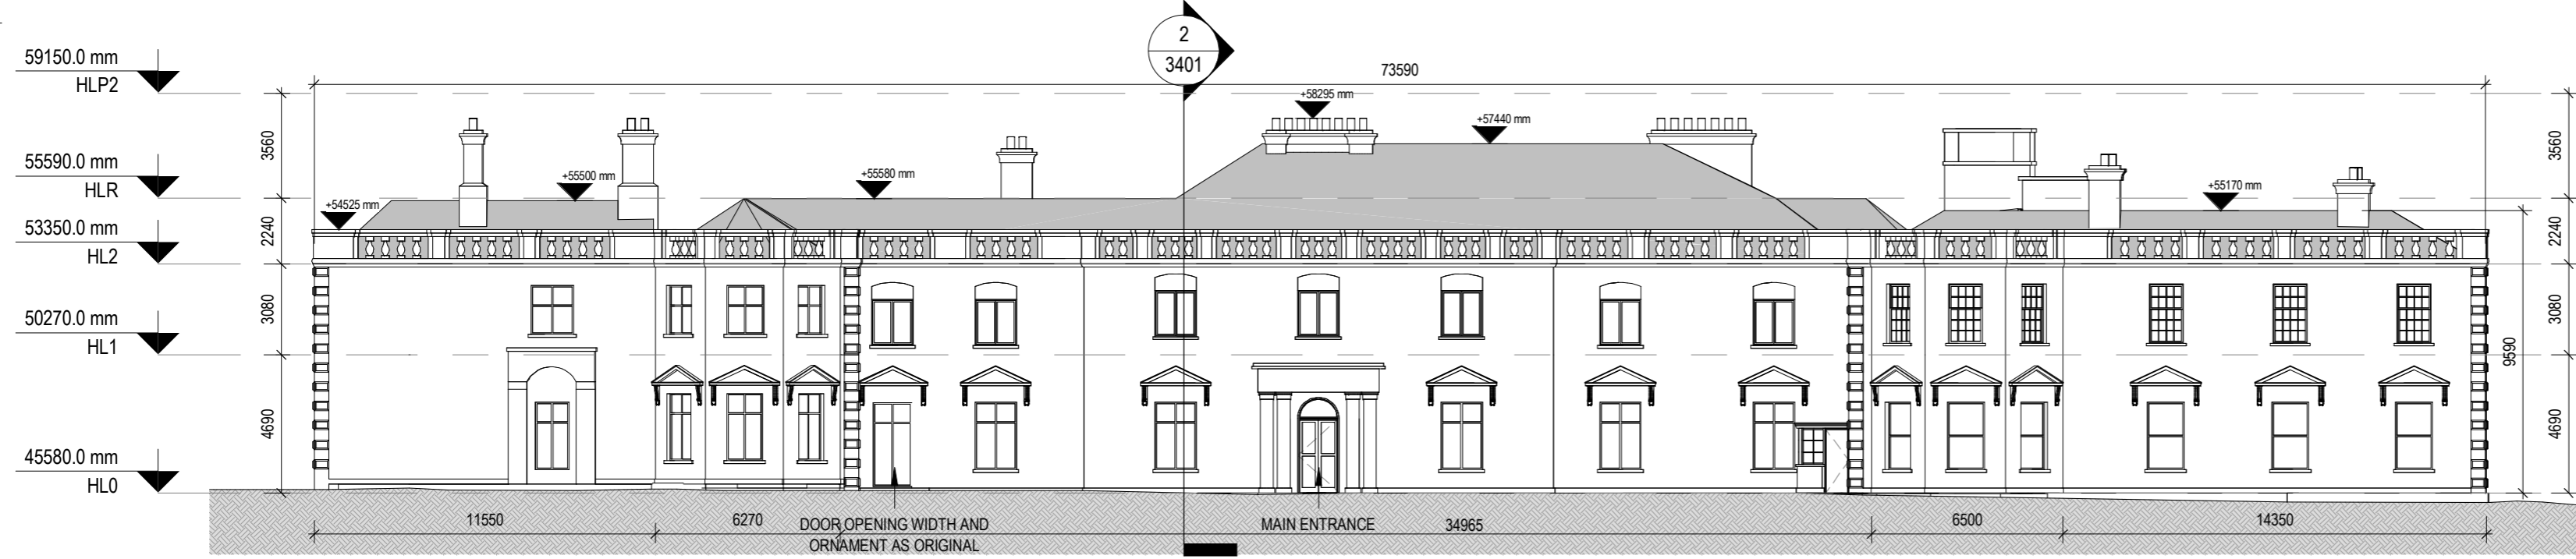 2
3401
59150.0 mm
HLP2
73590
+58295 mm
+57440 mm
3560
3560
55590.0 mm
HLR
+55500 mm
+55580 mm
+55170 mm
+54525 mm
53350.0 mm
HL2
2240
2240
50270.0 mm
HL1
3080
3080
9590
4690
4690
45580.0 mm
HL0
11550
6270
DOOR OPENING WIDTH AND
ORNAMENT AS ORIGINAL
MAIN ENTRANCE
34965
6500
14350